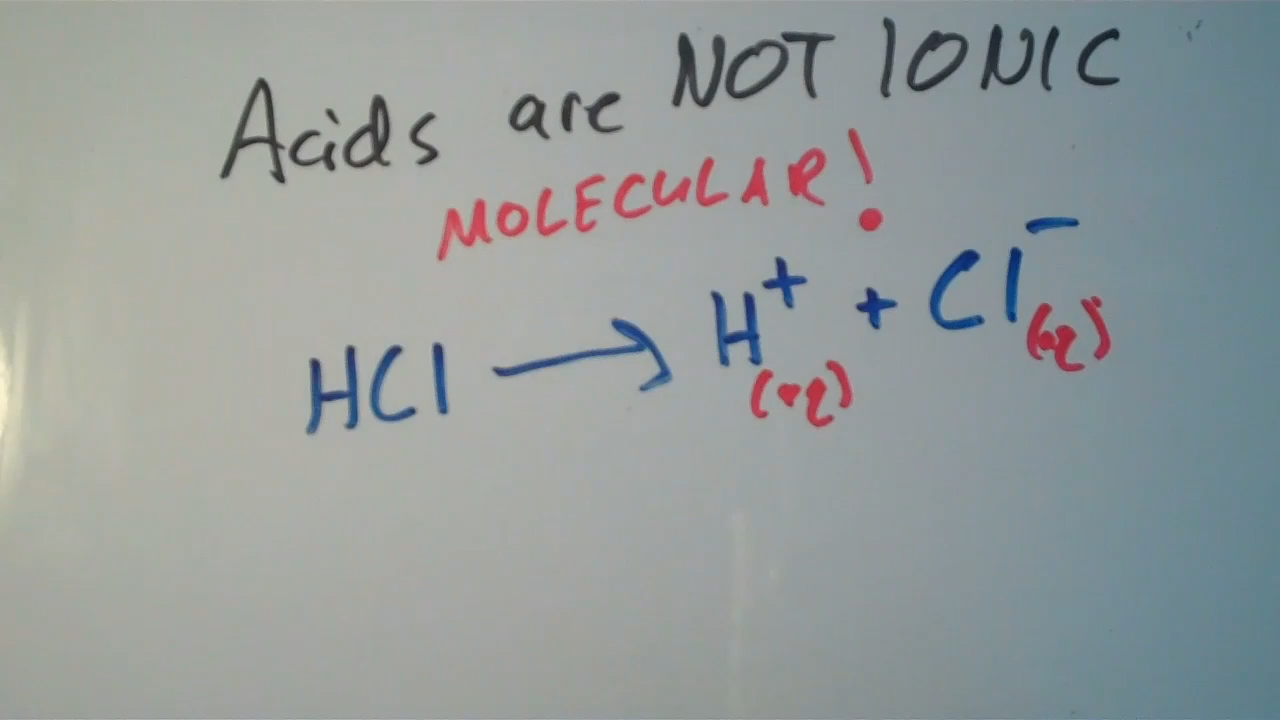 Acids are NOT IONIC
MOLECULAR!
HCl → H⁺(aq) + Cl⁻(aq)